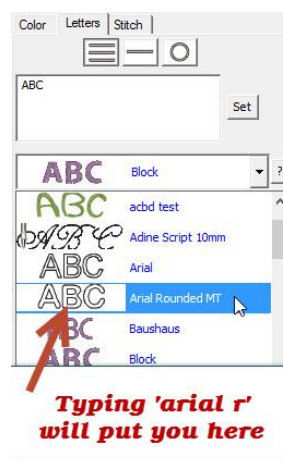 Color Letters Stitch
ABC
Set
ABC Block ?
ABC acbd test
ABC Adine Script 10mm
ABC Arial
ABC Arial Rounded MT
ABC Baushaus
ABC Block
Typing 'arial r'
will put you here